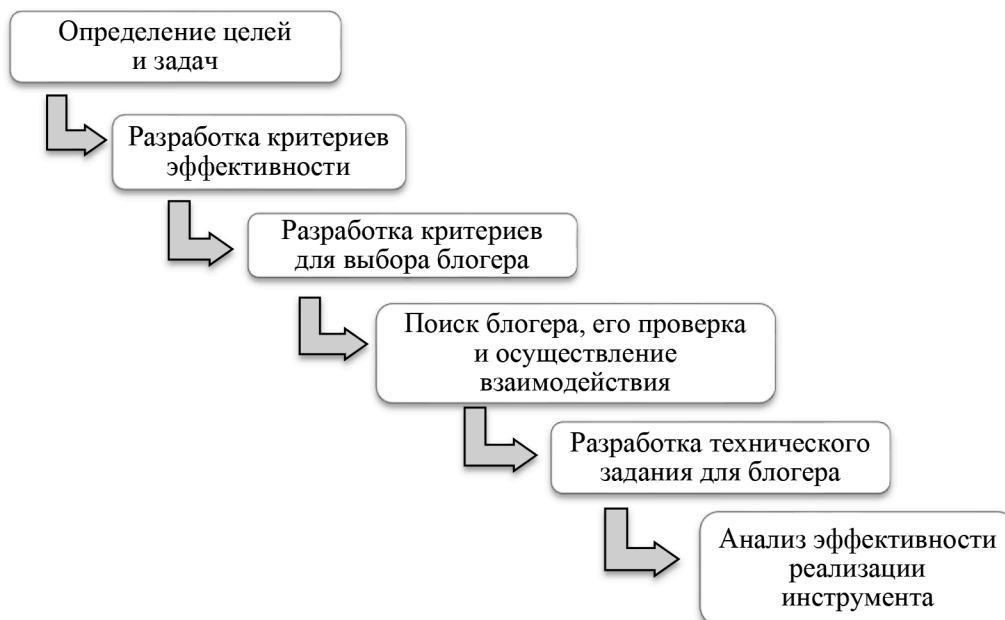 Определение целей
и задач
Разработка критериев
эффективности
Разработка критериев
для выбора блогера
Поиск блогера, его проверка
и осуществление
взаимодействия
Разработка технического
задания для блогера
Анализ эффективности
реализации
инструмента